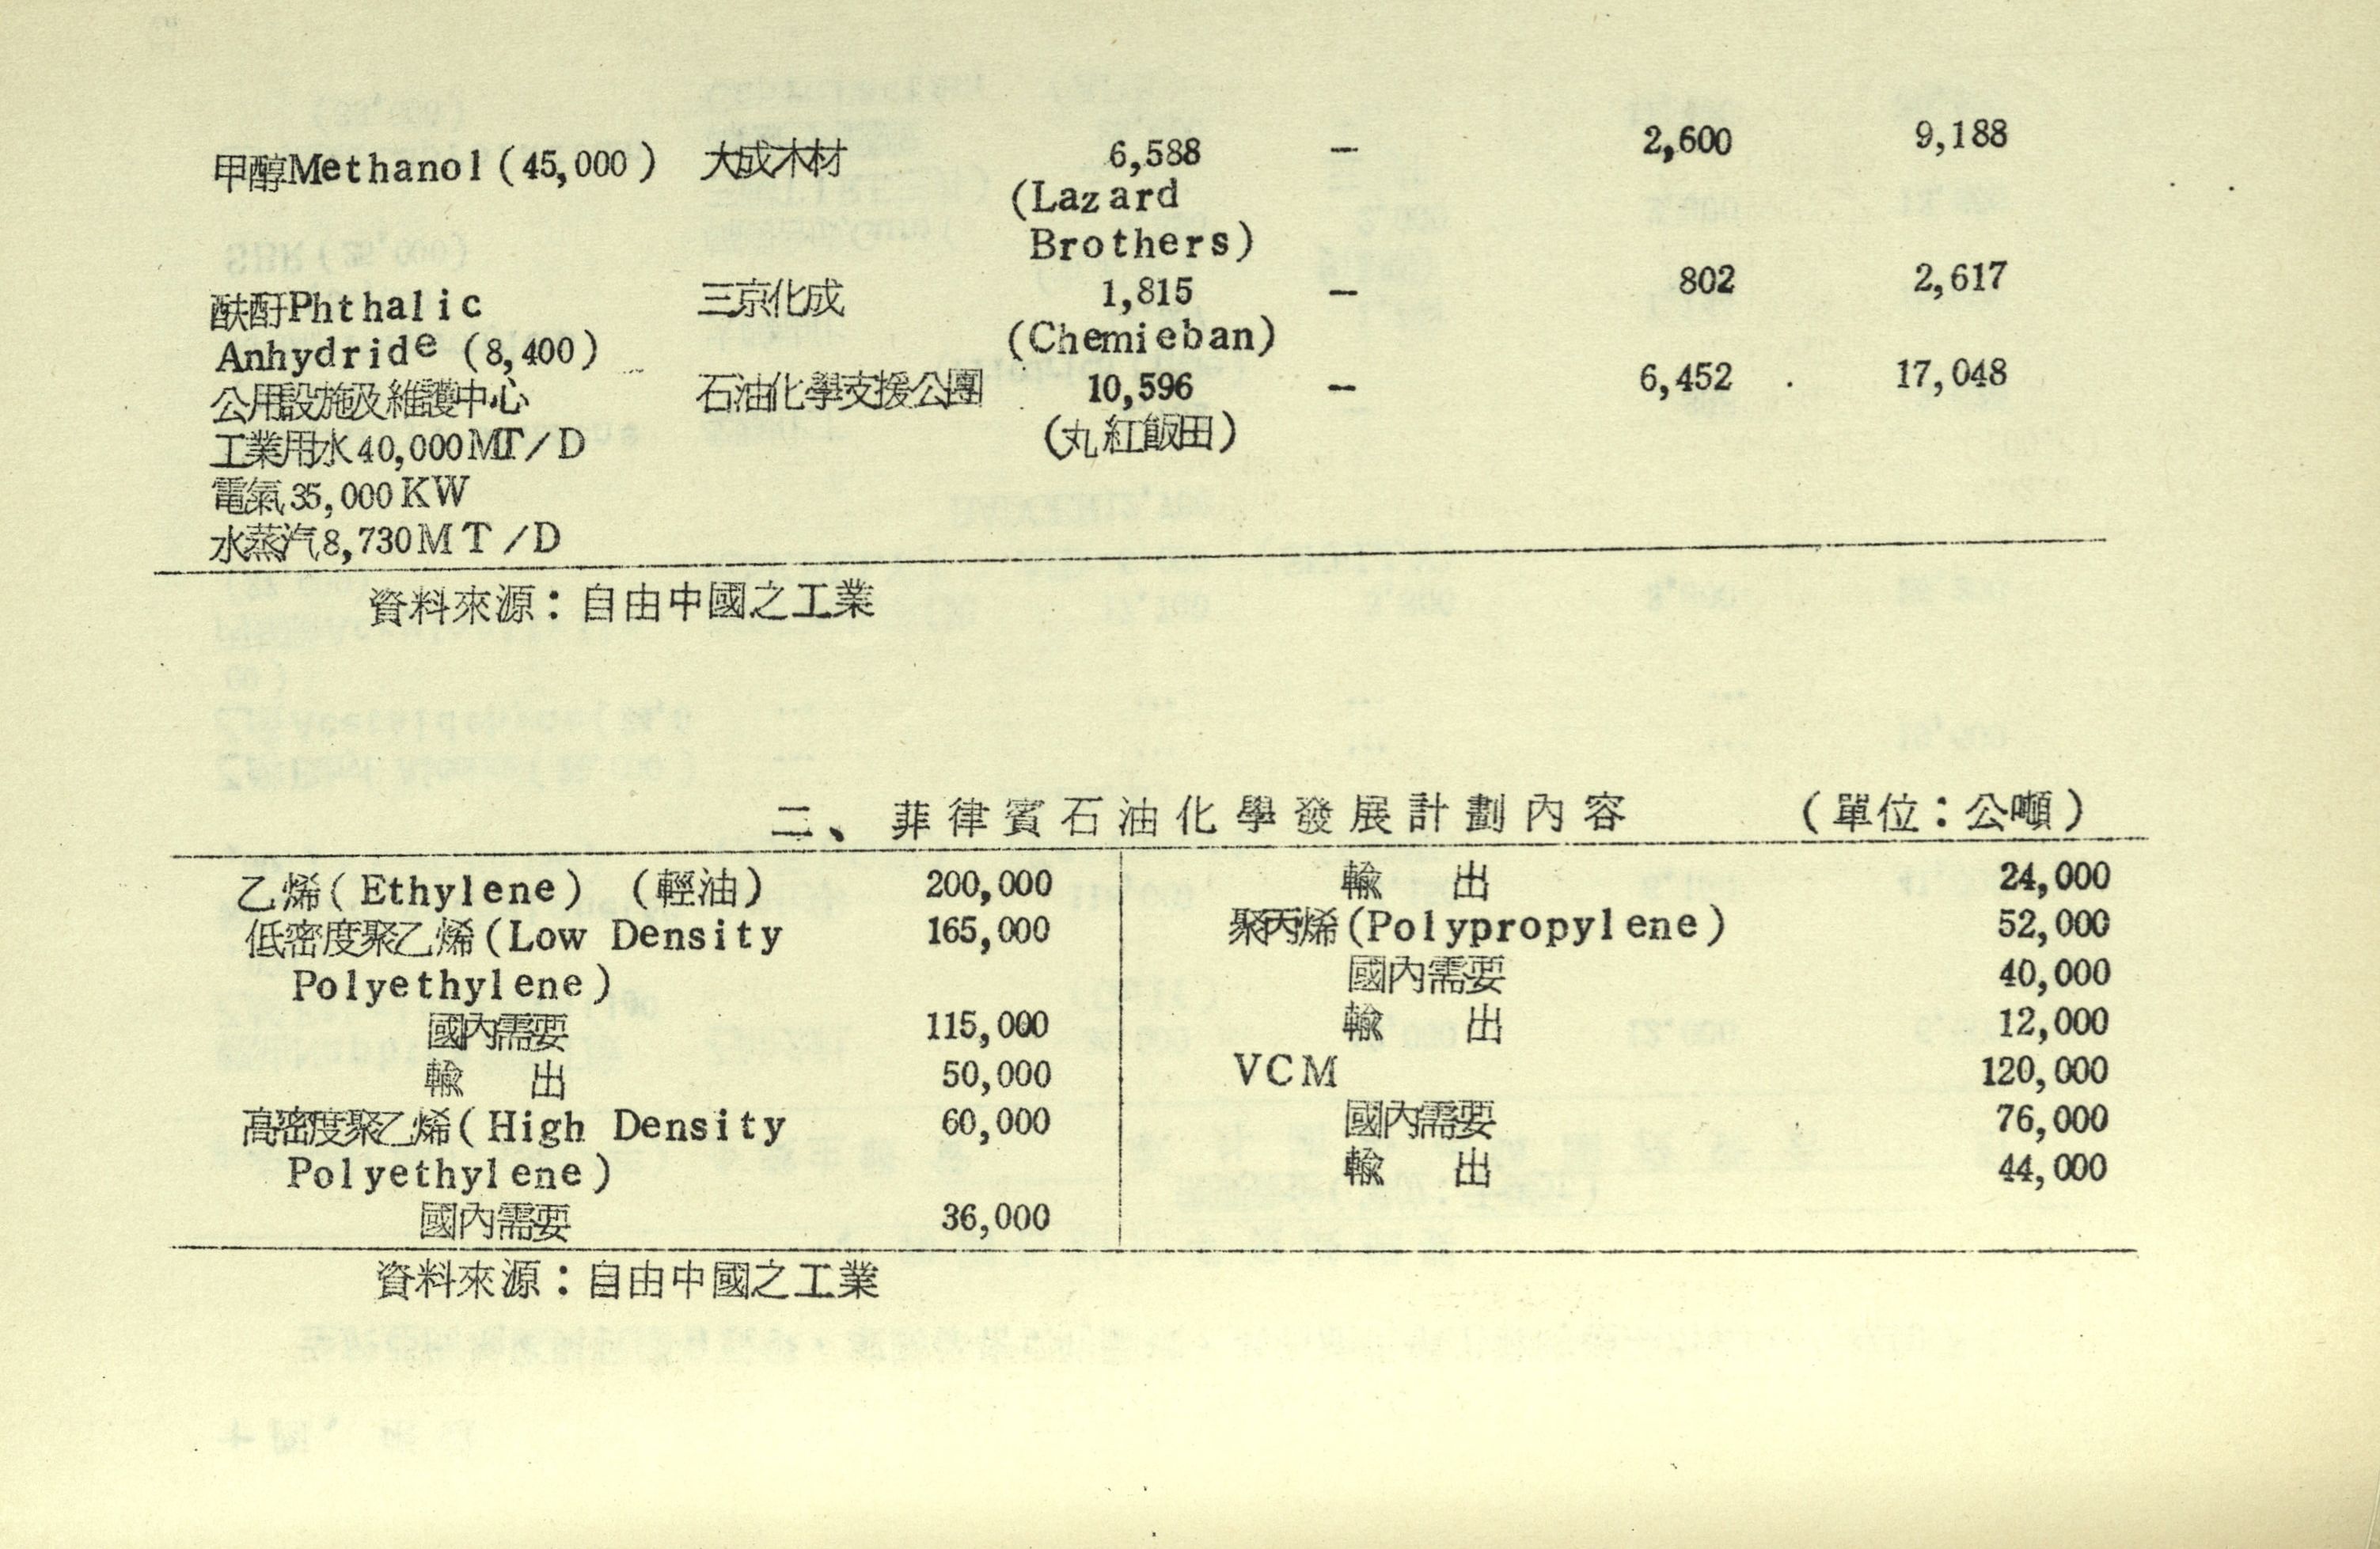 甲醇Methanol(45,000) 大成木材 6,588 — 2,600 9,188
(Lazard
Brothers)
酞酐Phthalic 三京化成 1,815 — 802 2,617
Anhydride (8,400) (Chemieban)
公用設施及維護中心 石油化學支援公團 10,596 — 6,452 17,048
工業用水40,000MT/D (丸紅飯田)
電氣35,000KW
水蒸汽8,730MT/D
資料來源：自由中國之工業
二、菲律賓石油化學發展計劃內容 (單位：公噸)
乙烯(Ethylene) (輕油) 200,000 輸出 24,000
低密度聚乙烯(Low Density 165,000 聚丙烯(Polypropylene) 52,000
Polyethylene) 國內需要 40,000
國內需要 115,000 輸出 12,000
輸出 50,000 VCM 120,000
高密度聚乙烯(High Density 60,000 國內需要 76,000
Polyethylene) 輸出 44,000
國內需要 36,000
資料來源：自由中國之工業